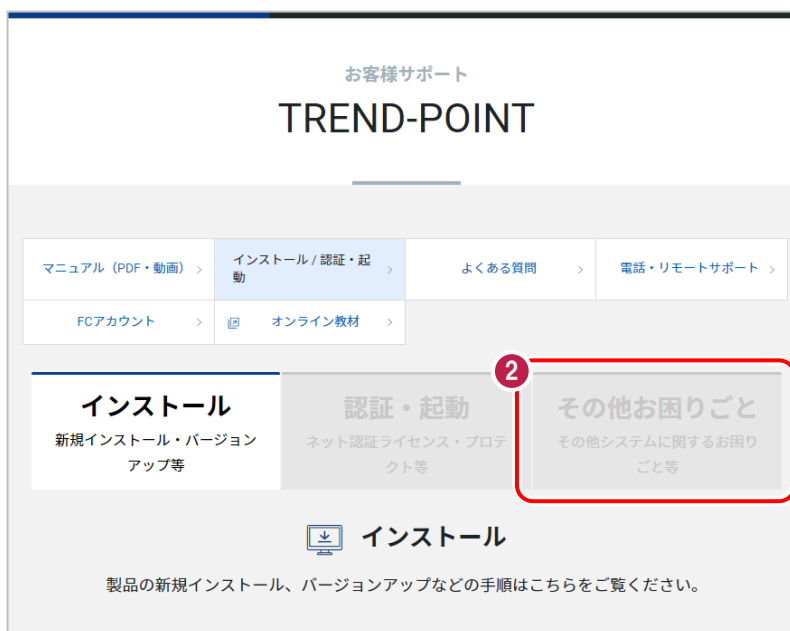 お客様サポート
TREND-POINT
マニュアル（PDF・動画）
インストール / 認証・起
動
よくある質問
電話・リモートサポート
FCアカウント
オンライン教材
2
インストール
新規インストール・バージョン
アップ等
認証・起動
ネット認証ライセンス・プロテ
クト等
その他お困りごと
その他システムに関するお困り
ごと等
インストール
製品の新規インストール、バージョンアップなどの手順はこちらをご覧ください。